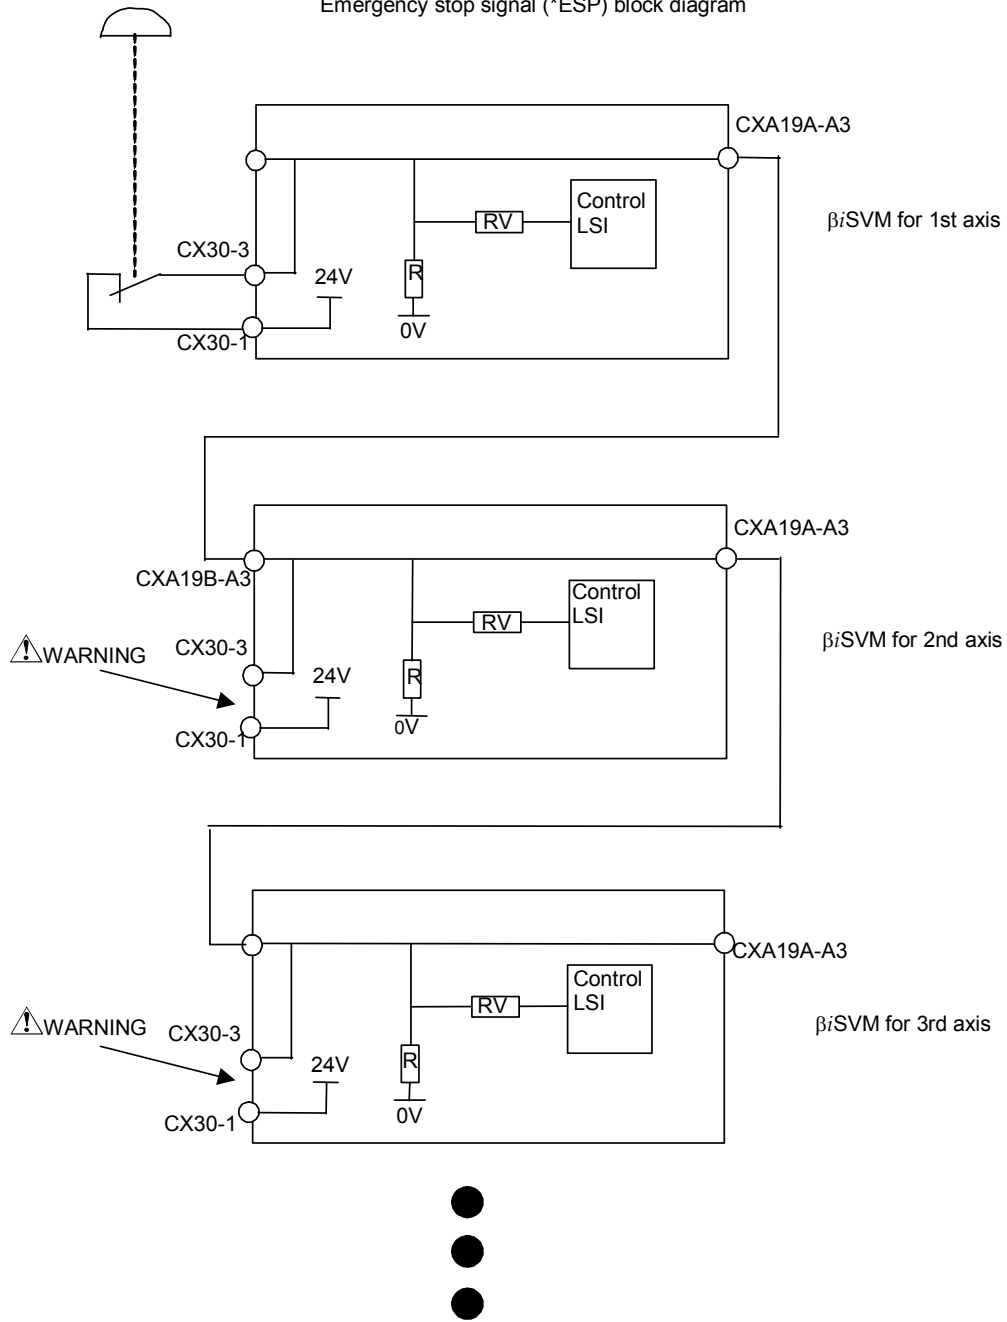 Emergency stop signal (*ESP) block diagram
CXA19A-A3
Control
LSI
RV
βiSVM for 1st axis
CX30-3
24V
R
0V
CX30-1
CXA19A-A3
CXA19B-A3
Control
LSI
RV
βiSVM for 2nd axis
⚠WARNING
CX30-3
24V
R
0V
CX30-1
CXA19A-A3
Control
LSI
RV
βiSVM for 3rd axis
⚠WARNING
CX30-3
24V
R
0V
CX30-1